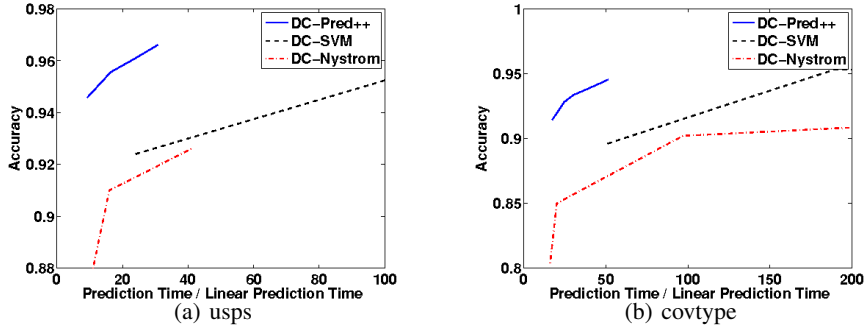 0.98
0.96
0.94
0.92
0.9
0.88
Accuracy
0 20 40 60 80 100
Prediction Time / Linear Prediction Time
DC−Pred++
DC−SVM
DC−Nystrom
(a) usps
1
0.95
0.9
0.85
0.8
Accuracy
0 50 100 150 200
Prediction Time / Linear Prediction Time
DC−Pred++
DC−SVM
DC−Nystrom
(b) covtype